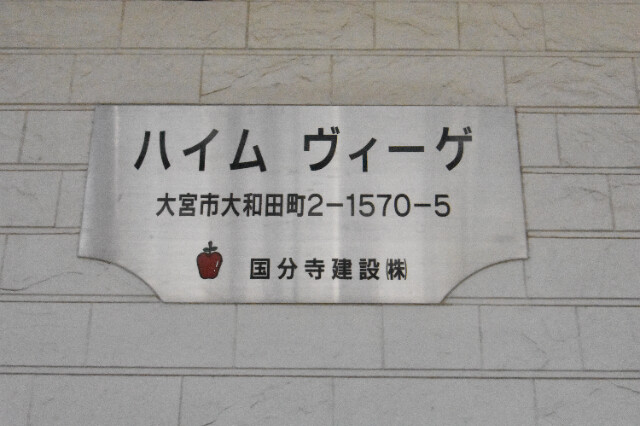 ハイム ヴィーゲ
大宮市大和田町2-1570-5
国分寺建設㈱